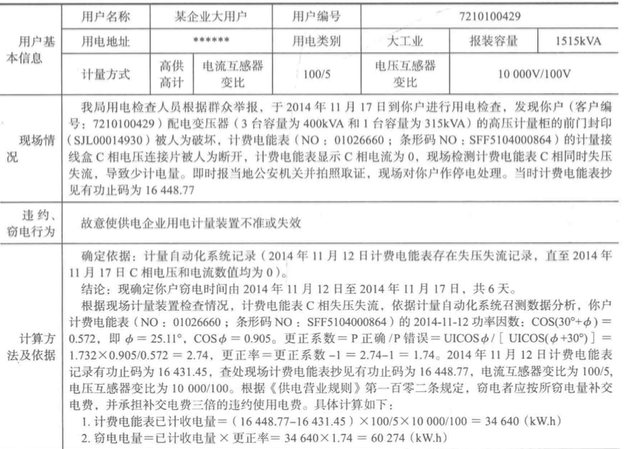 用户基本信息
用户名称 某企业大用户 用户编号 7210100429
用电地址 ****** 用电类别 大工业 报装容量 1515kVA
计量方式 高供高计 电流互感器变比 100/5 电压互感器变比 10 000V/100V
现场情况
我局用电检查人员根据群众举报，于 2014 年 11 月 17 日到你户进行用电检查，发现你户（客户编
号：7210100429）配电变压器（3 台容量为 400kVA 和 1 台容量为 315kVA）的高压计量柜的前门封印
（SJL00014930）被人为破坏，计费电能表（NO：01026660；条形码 NO：SFF5104000864）的计量接
线盒 C 相电压连接片被人为断开，计费电能表显示 C 相电流为 0，现场检测计费电能表 C 相同时失压
失流，导致少计电量。即时报当地公安机关并拍照取证，现场对你户作停电处理。当时计费电能表抄
见有功止码为 16 448.77
违约、窃电行为
故意使供电企业用电计量装置不准或失效
计算方法及依据
确定依据：计量自动化系统记录（2014 年 11 月 12 日计费电能表存在失压失流记录，直至 2014 年
11 月 17 日 C 相电压和电流数值均为 0）。
结论：现确定你户窃电时间由 2014 年 11 月 12 日至 2014 年 11 月 17 日，共 6 天。
根据现场计量装置检查情况，计费电能表 C 相失压失流，依据计量自动化系统召测数据分析，你户
计费电能表（NO：01026660；条形码 NO：SFF5104000864）的 2014-11-12 功率因数：COS(30°+ϕ)=
0.572，即 ϕ=25.11°，COSϕ=0.905。更正系数=P 正确/P 错误=UICOSϕ/［UICOS(ϕ+30°)］=
1.732×0.905/0.572=2.74，更正率=更正系数 -1=2.74-1=1.74。2014 年 11 月 12 日计费电能表
记录有功止码为 16 431.45，查处现场计费电能表抄见有功止码为 16 448.77，电流互感器变比为 100/5,
电压互感器变比为 10 000/100。根据《供电营业规则》第一百零二条规定，窃电者应按所窃电量补交
电费，并承担补交电费三倍的违约使用电费。具体计算如下：
1. 计费电能表已计收电量=（16 448.77-16 431.45）×100/5×10 000/100=34 640（kW.h）
2. 窃电电量=已计收电量×更正率=34 640×1.74=60 274（kW.h）